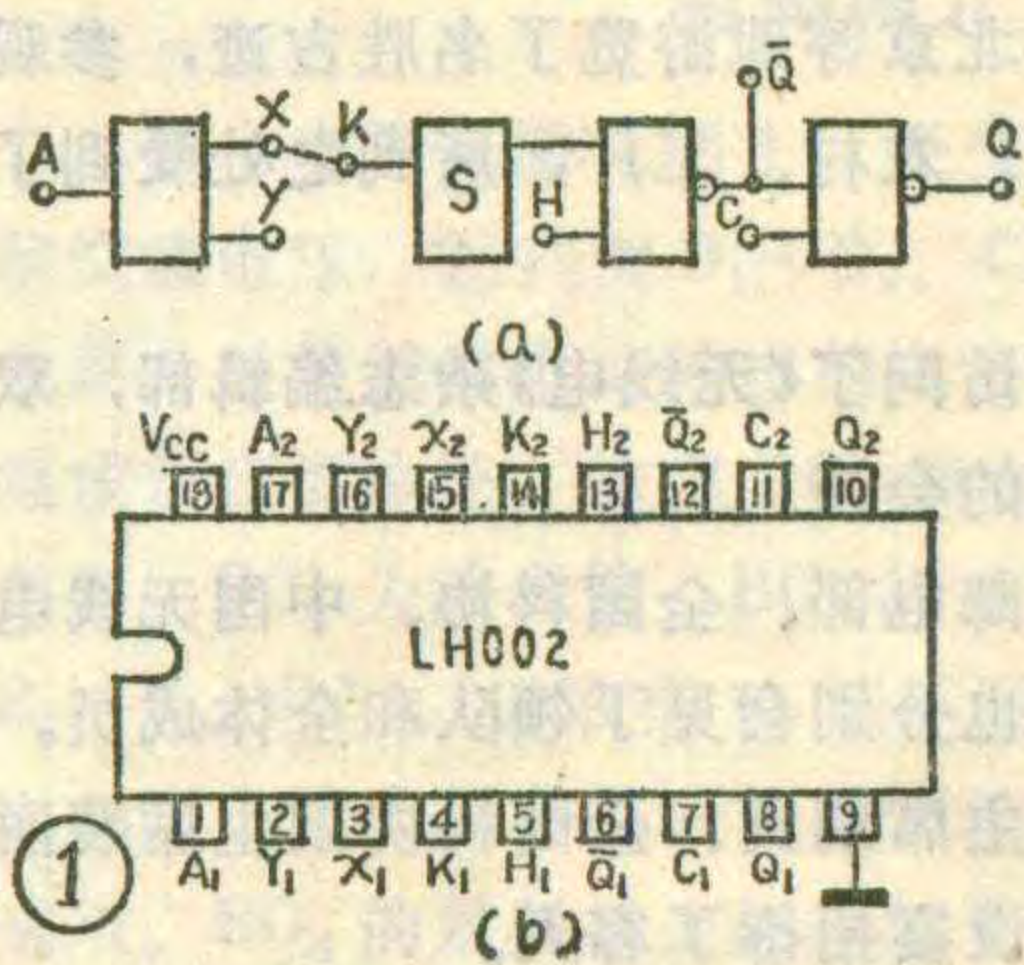 Q̄
X K Q
A Y S H C
(a)
VCC A2 Y2 X2 K2 H2 Q̄2 C2 Q2
18 17 16 15 14 13 12 11 10
LH002
1 2 3 4 5 6 7 8 9
A1 Y1 X1 K1 H1 Q̄1 C1 Q1
1
(b)